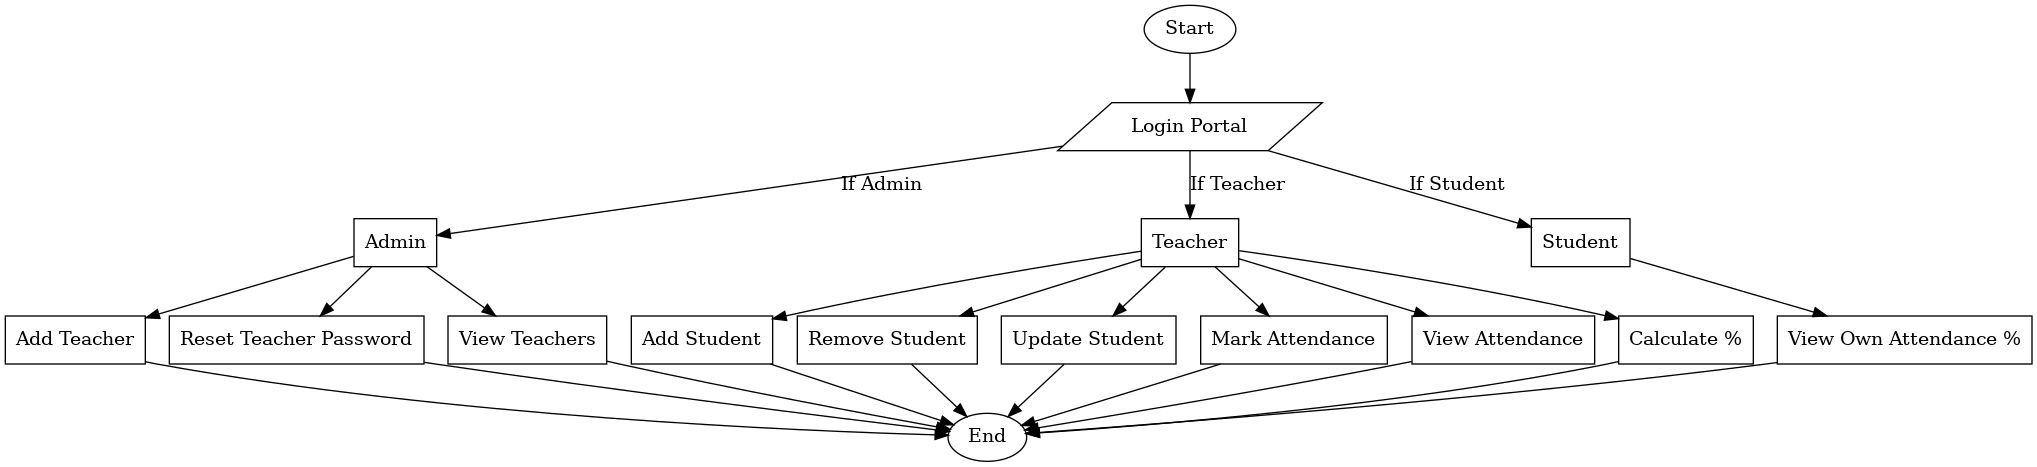 Start
Login Portal
If Admin
If Teacher
If Student
Admin
Teacher
Student
Add Teacher
Reset Teacher Password
View Teachers
Add Student
Remove Student
Update Student
Mark Attendance
View Attendance
Calculate %
View Own Attendance %
End